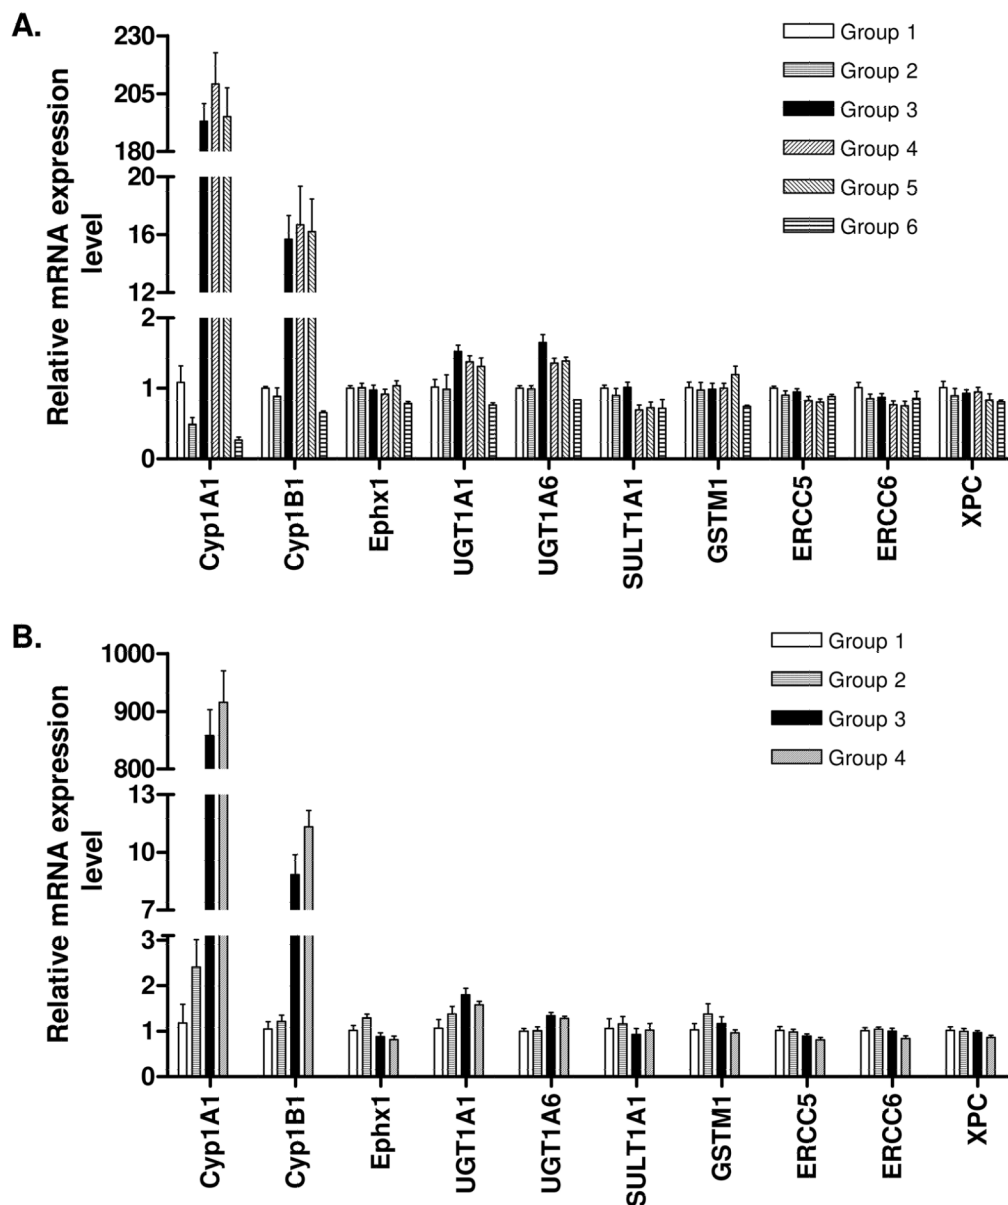 A.
Relative mRNA expression
level
230
205
180
20
16
12
2
1
0
Group 1
Group 2
Group 3
Group 4
Group 5
Group 6
Cyp1A1
Cyp1B1
Ephx1
UGT1A1
UGT1A6
SULT1A1
GSTM1
ERCC5
ERCC6
XPC
B.
Relative mRNA expression
level
1000
900
800
13
10
7
3
2
1
0
Group 1
Group 2
Group 3
Group 4
Cyp1A1
Cyp1B1
Ephx1
UGT1A1
UGT1A6
SULT1A1
GSTM1
ERCC5
ERCC6
XPC